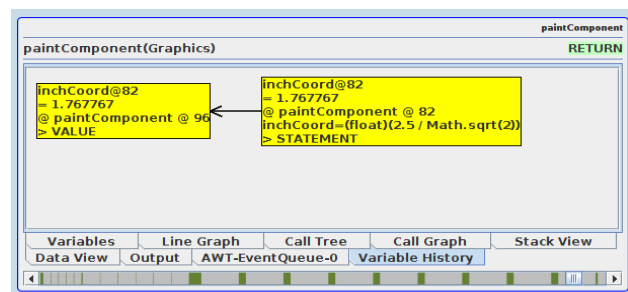 paintComponent
paintComponent(Graphics) RETURN
inchCoord@82
= 1.767767
@ paintComponent @ 96
> VALUE
inchCoord@82
= 1.767767
@ paintComponent @ 82
inchCoord=(float)(2.5 / Math.sqrt(2))
> STATEMENT
Variables Line Graph Call Tree Call Graph Stack View
Data View Output AWT-EventQueue-0 Variable History